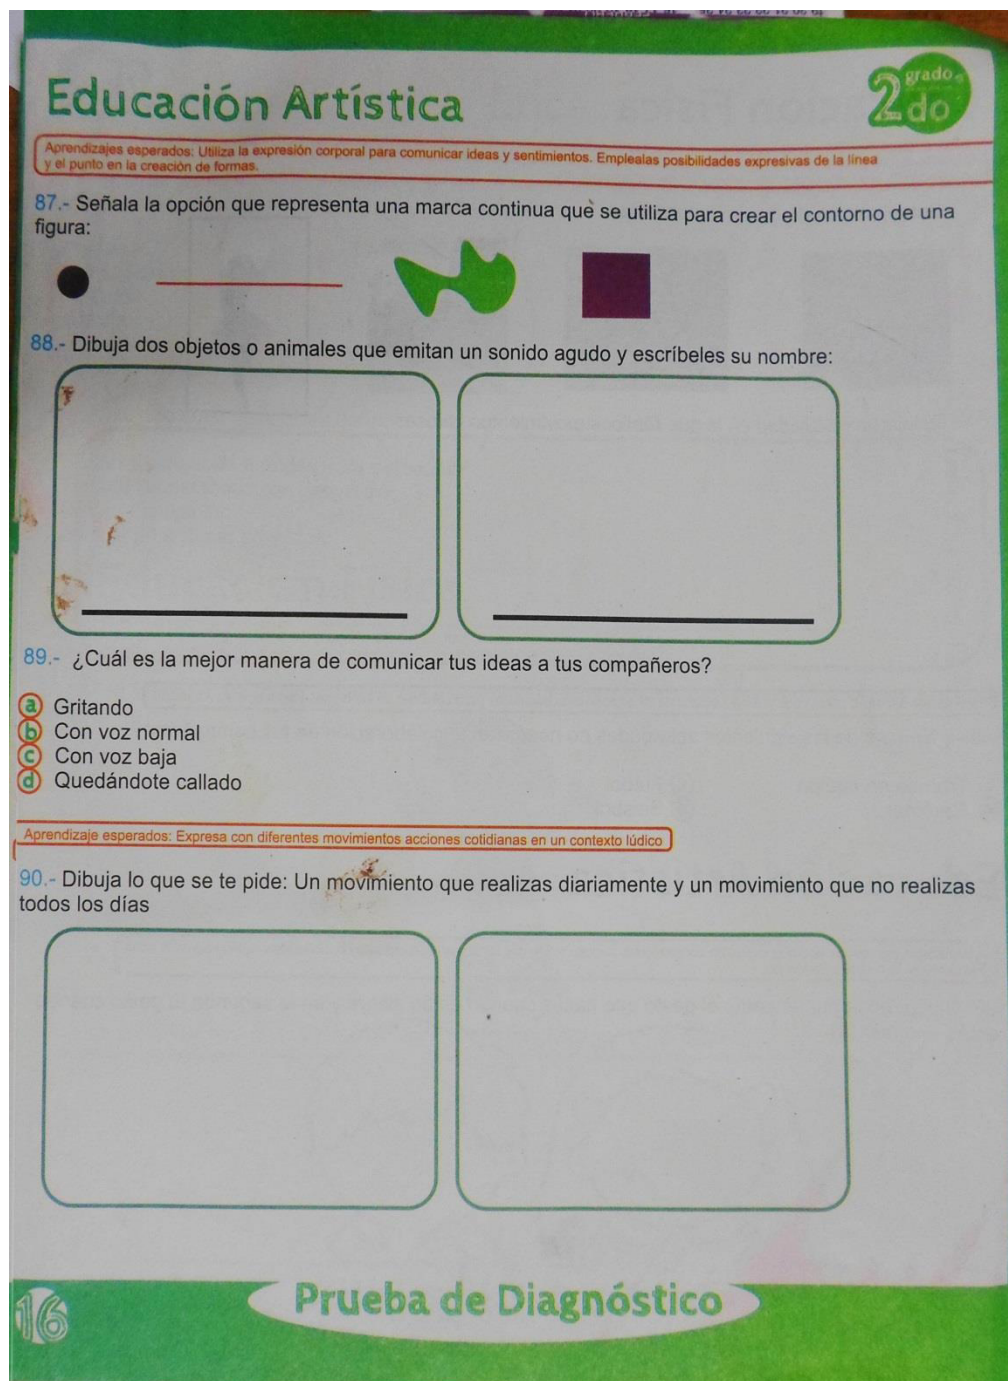 Educación Artística
grado
2do
Aprendizajes esperados: Utiliza la expresión corporal para comunicar ideas y sentimientos. Emplealas posibilidades expresivas de la línea
y el punto en la creación de formas.
87.- Señala la opción que representa una marca continua que se utiliza para crear el contorno de una
figura:
88.- Dibuja dos objetos o animales que emitan un sonido agudo y escríbeles su nombre:
89.- ¿Cuál es la mejor manera de comunicar tus ideas a tus compañeros?
a Gritando
b Con voz normal
c Con voz baja
d Quedándote callado
Aprendizaje esperados: Expresa con diferentes movimientos acciones cotidianas en un contexto lúdico
90.- Dibuja lo que se te pide: Un movimiento que realizas diariamente y un movimiento que no realizas
todos los días
Prueba de Diagnóstico
16